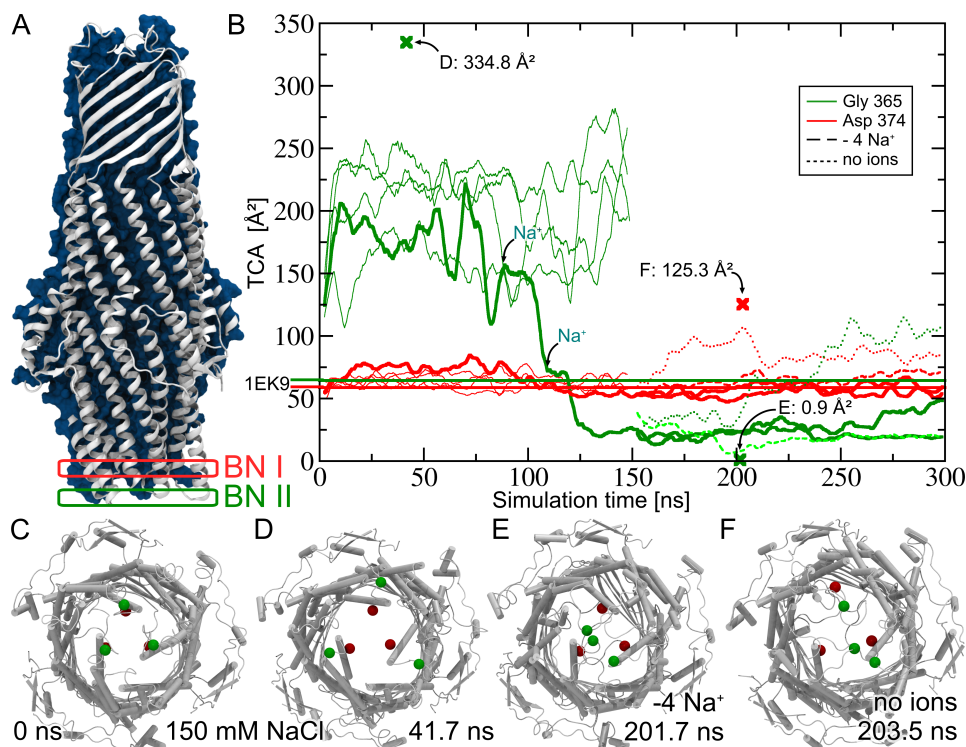 A
BN I
BN II
B
TCA [Å²]
350
300
250
200
150
100
50
0
1EK9
D: 334.8 Å²
Gly 365
Asp 374
- 4 Na⁺
no ions
Na⁺
F: 125.3 Å²
Na⁺
E: 0.9 Å²
0
50
100
150
200
250
300
Simulation time [ns]
C
D
E
F
0 ns
150 mM NaCl
41.7 ns
-4 Na⁺
201.7 ns
no ions
203.5 ns